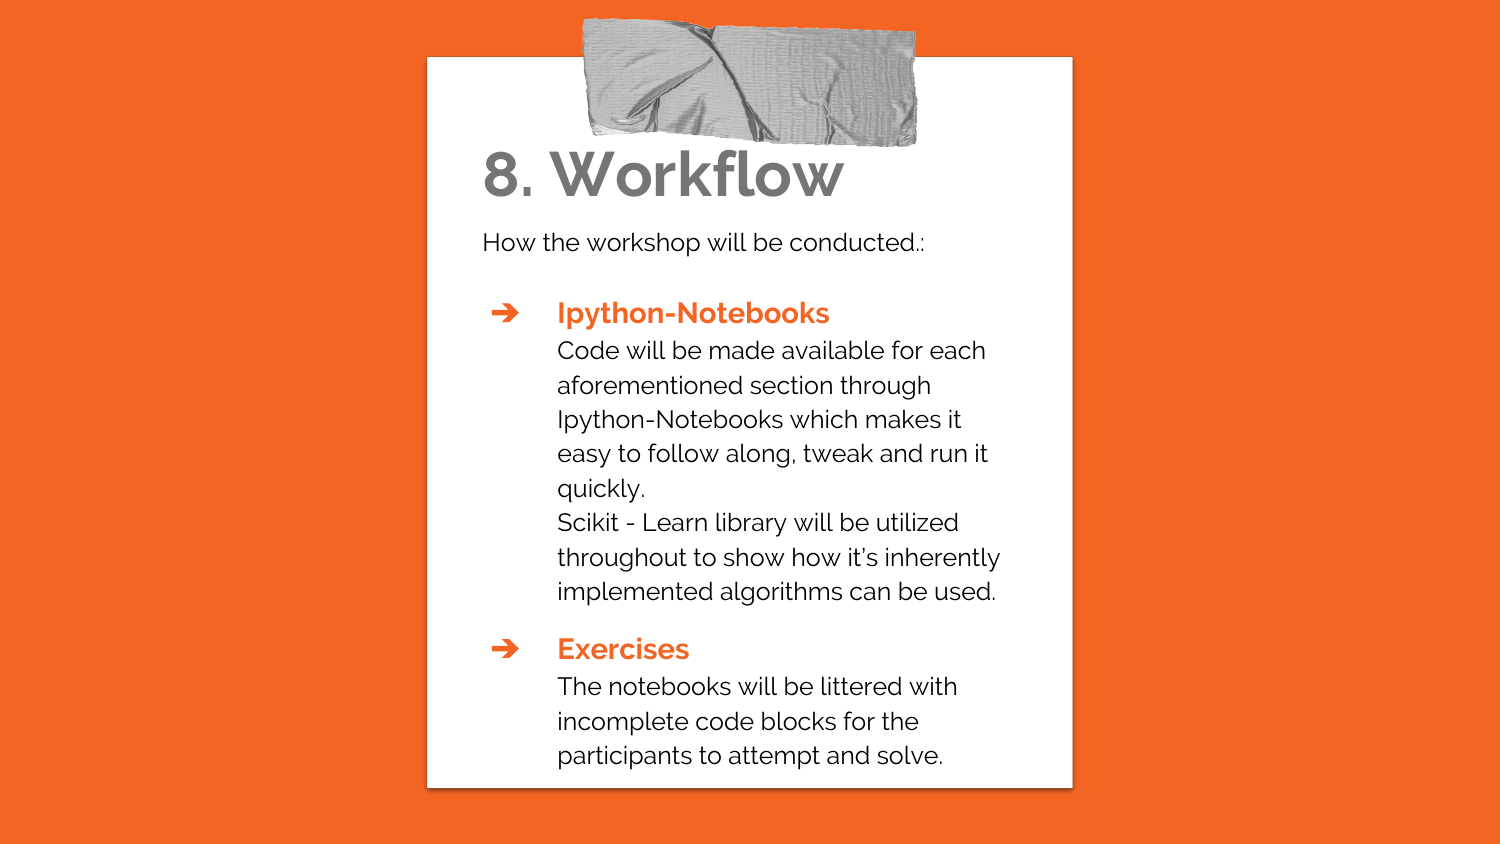 8. Workflow
How the workshop will be conducted.:
➔ Ipython-Notebooks
Code will be made available for each
aforementioned section through
Ipython-Notebooks which makes it
easy to follow along, tweak and run it
quickly.
Scikit - Learn library will be utilized
throughout to show how it’s inherently
implemented algorithms can be used.
➔ Exercises
The notebooks will be littered with
incomplete code blocks for the
participants to attempt and solve.